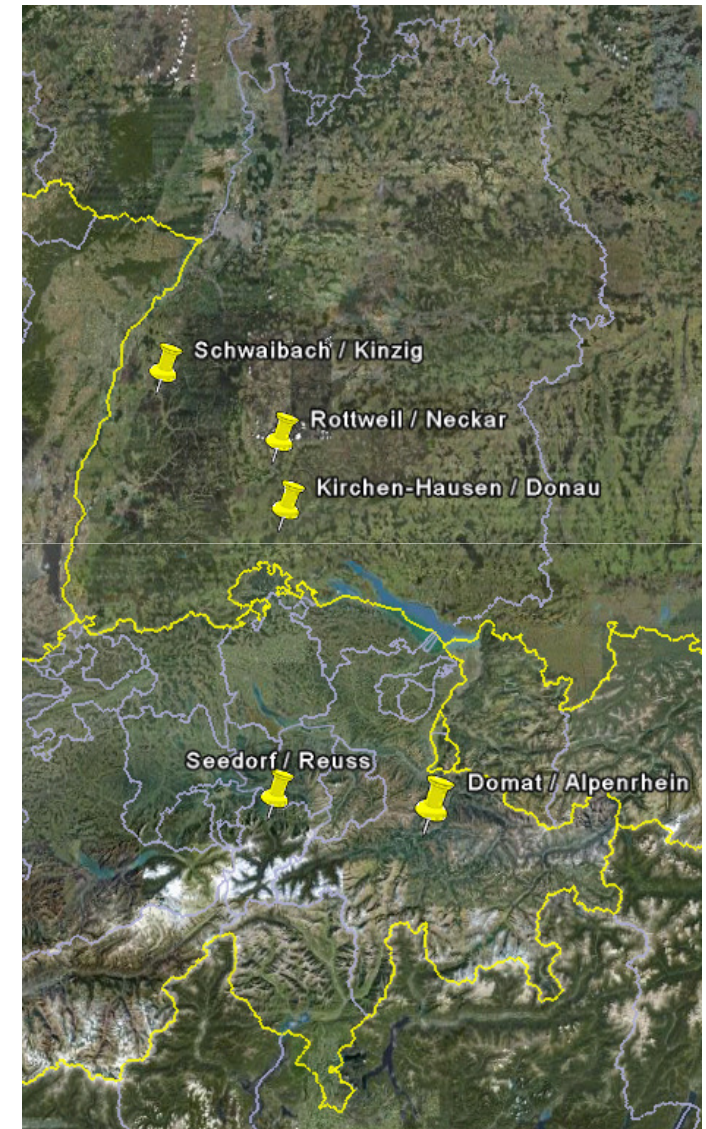 Schwaibach / Kinzig
Rottweil / Neckar
Kirchen-Hausen / Donau
Seedorf / Reuss
Domat / Alpenrhein